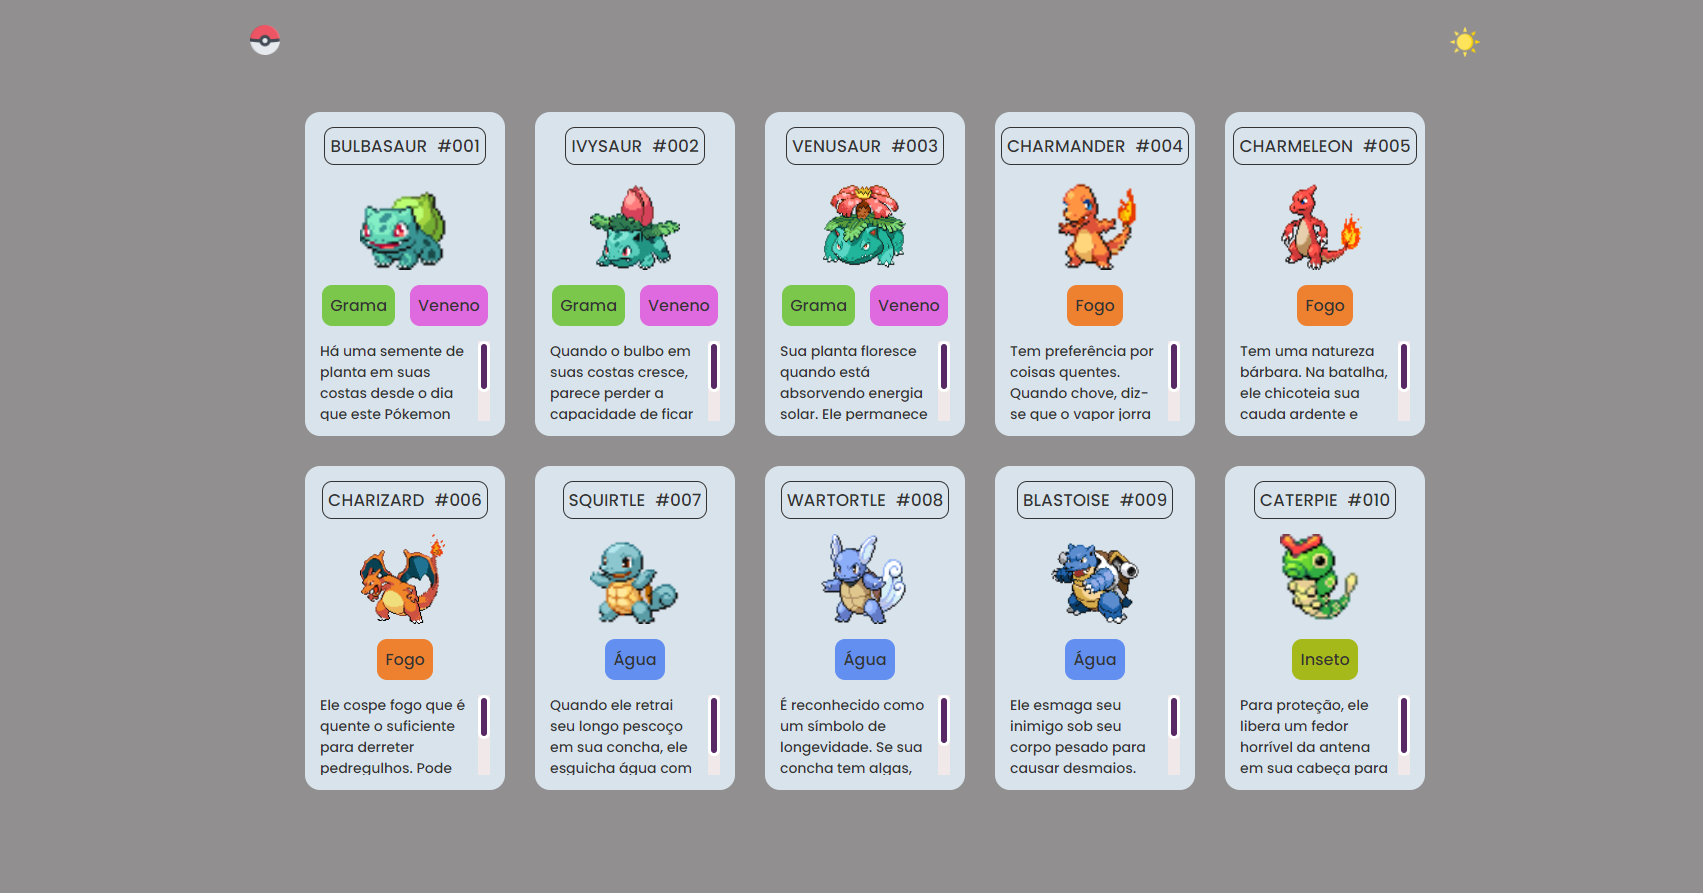 BULBASAUR #001
Grama Veneno
Há uma semente de
planta em suas
costas desde o dia
que este Pókemon
IVYSAUR #002
Grama Veneno
Quando o bulbo em
suas costas cresce,
parece perder a
capacidade de ficar
VENUSAUR #003
Grama Veneno
Sua planta floresce
quando está
absorvendo energia
solar. Ele permanece
CHARMANDER #004
Fogo
Tem preferência por
coisas quentes.
Quando chove, diz-
se que o vapor jorra
CHARMELEON #005
Fogo
Tem uma natureza
bárbara. Na batalha,
ele chicoteia sua
cauda ardente e
CHARIZARD #006
Fogo
Ele cospe fogo que é
quente o suficiente
para derreter
pedregulhos. Pode
SQUIRTLE #007
Água
Quando ele retrai
seu longo pescoço
em sua concha, ele
esguicha água com
WARTORTLE #008
Água
É reconhecido como
um símbolo de
longevidade. Se sua
concha tem algas,
BLASTOISE #009
Água
Ele esmaga seu
inimigo sob seu
corpo pesado para
causar desmaios.
CATERPIE #010
Inseto
Para proteção, ele
libera um fedor
horrível da antena
em sua cabeça para